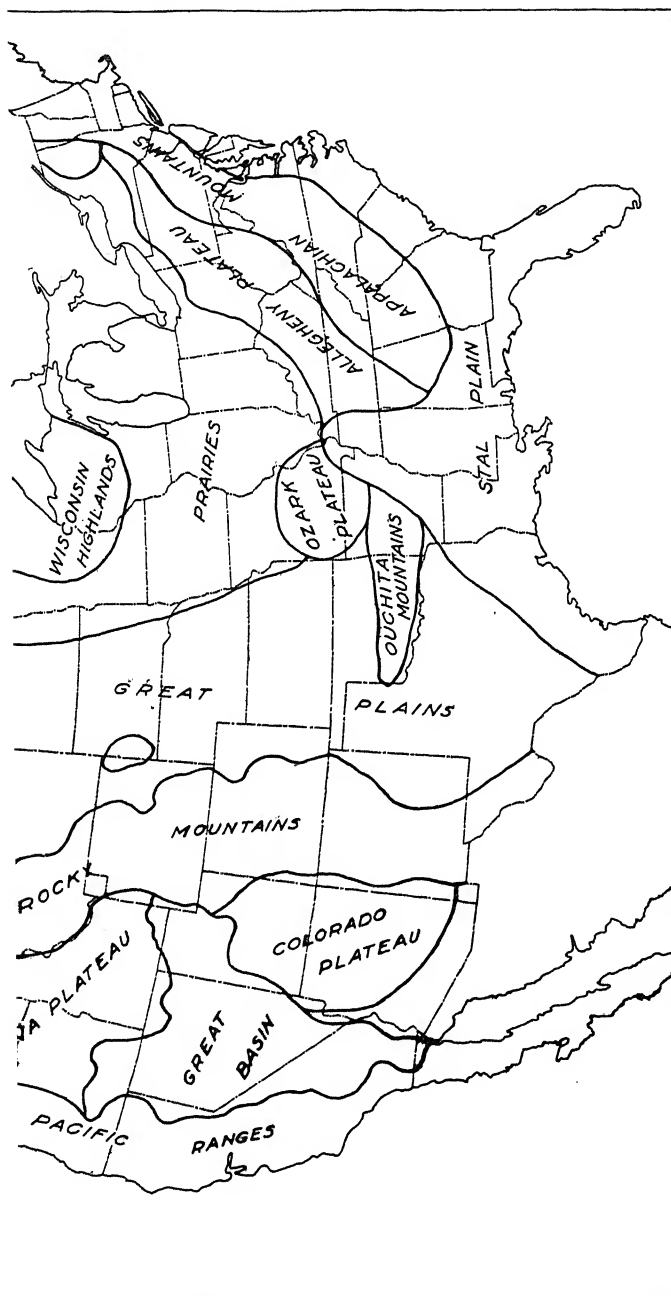 MOUNTAINS
APPALACHIAN
PLATEAU
ALLEGHENY
PLAIN
STAL
WISCONSIN
HIGHLANDS
PRAIRIES
OZARK
PLATEAU
OUCHITA
MOUNTAINS
GREAT
PLAINS
MOUNTAINS
ROCKY
COLORADO
PLATEAU
PLATEAU
GREAT
BASIN
PACIFIC
RANGES